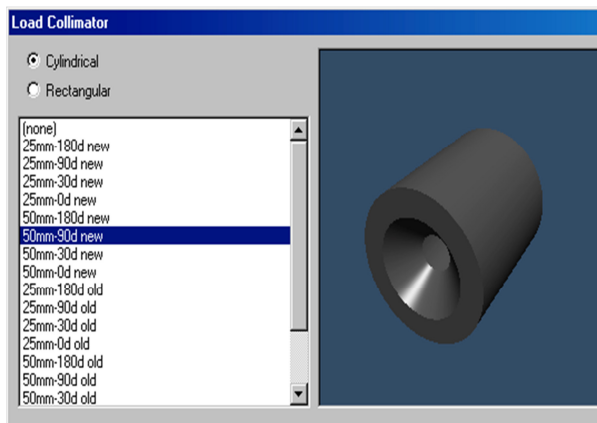 Load Collimator
Cylindrical
Rectangular
(none)
25mm-180d new
25mm-90d new
25mm-30d new
25mm-0d new
50mm-180d new
50mm-90d new
50mm-30d new
50mm-0d new
25mm-180d old
25mm-90d old
25mm-30d old
25mm-0d old
50mm-180d old
50mm-90d old
50mm-30d old